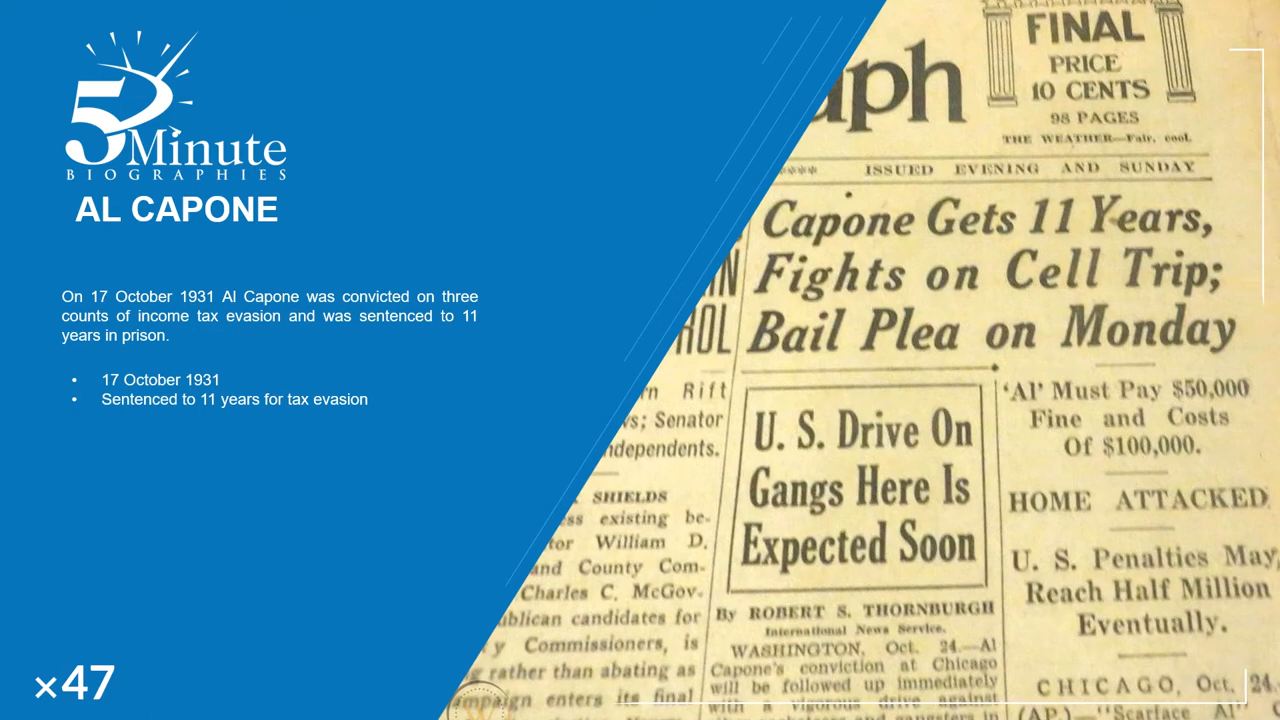 5 Minute
BIOGRAPHIES
AL CAPONE
On 17 October 1931 Al Capone was convicted on three
counts of income tax evasion and was sentenced to 11
years in prison.
• 17 October 1931
• Sentenced to 11 years for tax evasion
×47
aph
FINAL
PRICE
10 CENTS
98 PAGES
THE WEATHER—Fair, cool.
**** ISSUED EVENING AND SUNDAY
Capone Gets 11 Years,
Fights on Cell Trip;
Bail Plea on Monday
Rift
Senator
ndependents.
SHIELDS
ess existing be-
tor William D.
and County Com-
Charles C. McGov-
ublican candidates for
y Commissioners, is
rather than abating as
mpaign enters its final
U. S. Drive On
Gangs Here Is
Expected Soon
By ROBERT S. THORNBURGH
International News Service.
WASHINGTON, Oct. 24.—Al
Capone's conviction at Chicago
will be followed up immediately
with a vigorous drive against
gangsters in
'Al' Must Pay $50,000
Fine and Costs
Of $100,000.
HOME ATTACKED
U. S. Penalties May
Reach Half Million
Eventually.
CHICAGO, Oct. 24.
(AP.)—"Scarface Al"